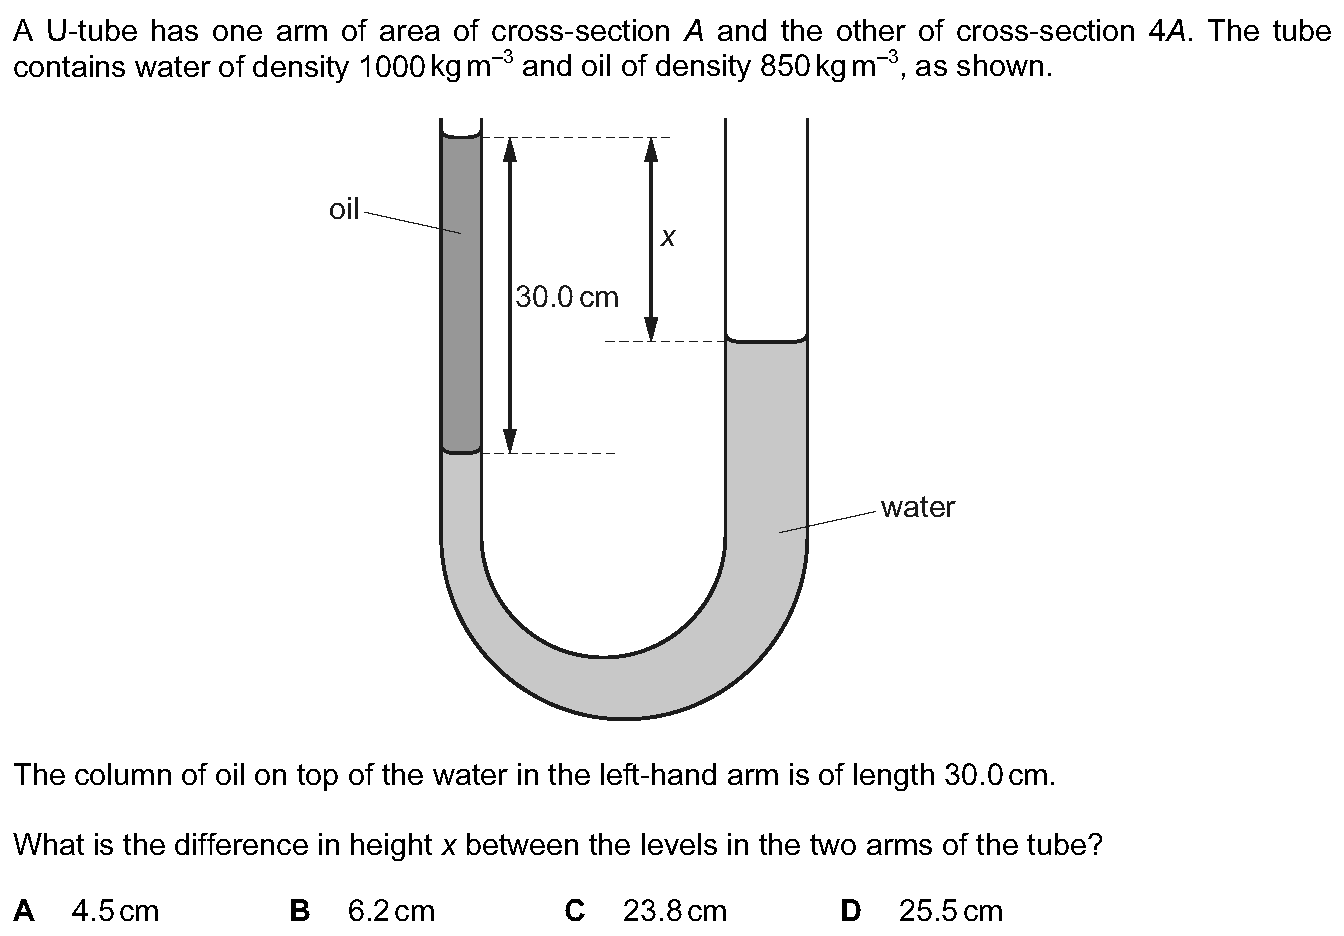 A U-tube has one arm of area of cross-section A and the other of cross-section 4A. The tube
contains water of density 1000 kg m⁻³ and oil of density 850 kg m⁻³, as shown.
oil
x
30.0 cm
water
The column of oil on top of the water in the left-hand arm is of length 30.0 cm.
What is the difference in height x between the levels in the two arms of the tube?
A 4.5 cm B 6.2 cm C 23.8 cm D 25.5 cm